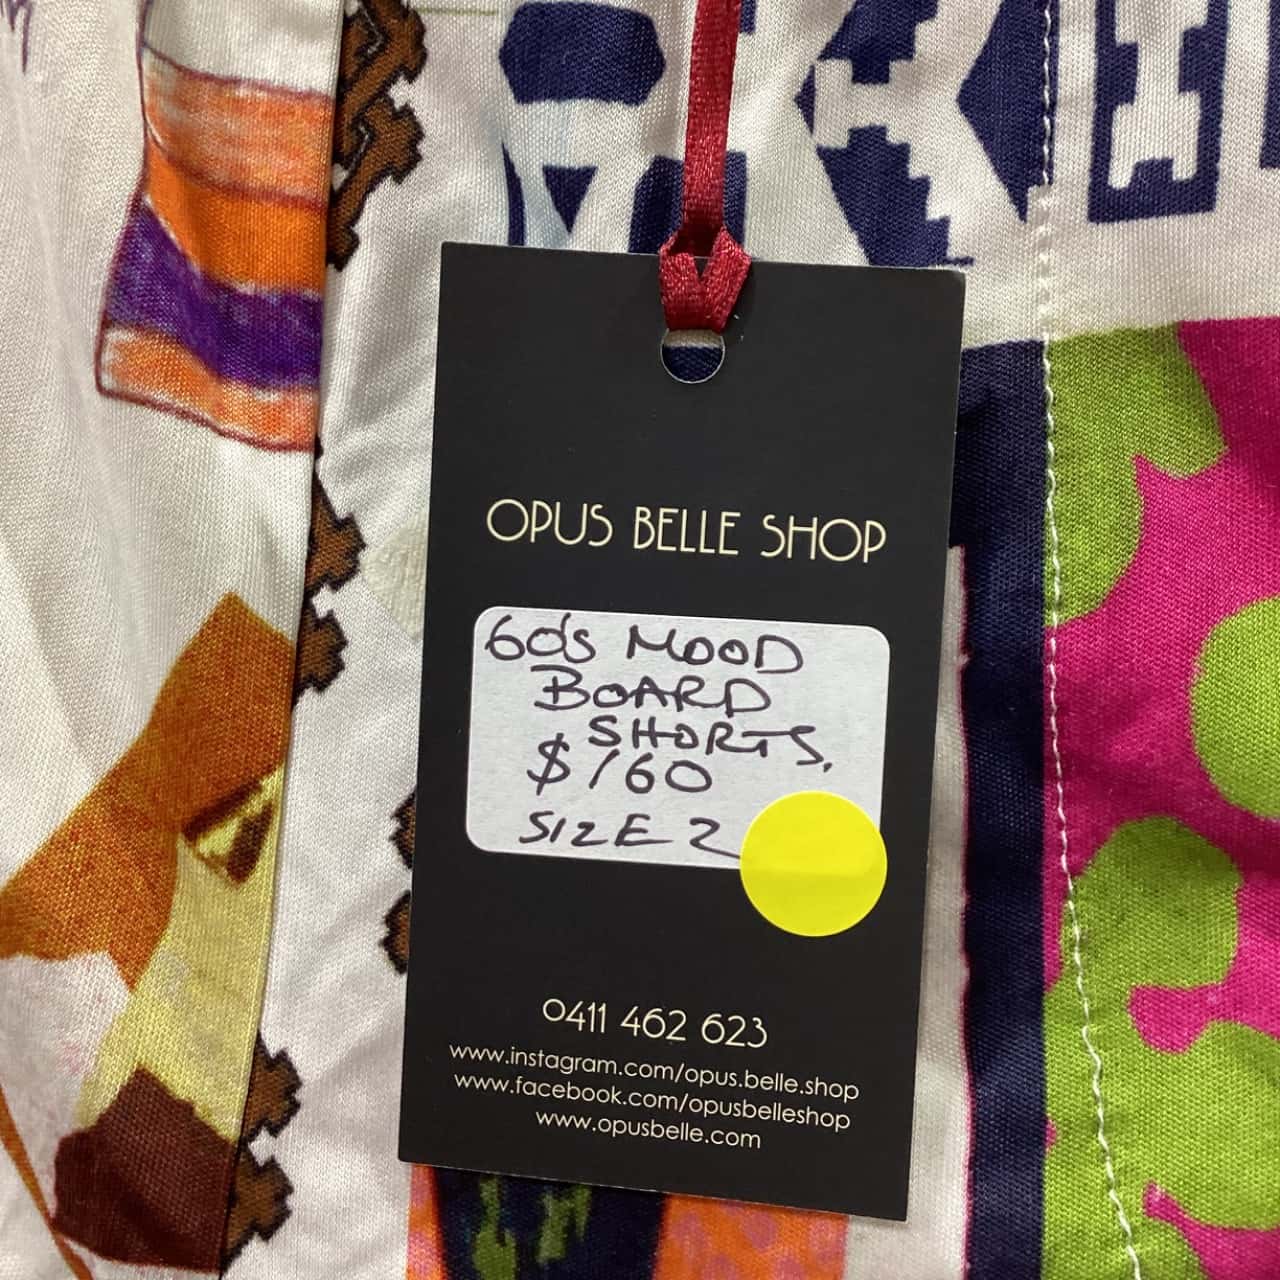 OPUS BELLE SHOP
60's MOOD
BOARD
SHORTS.
$160
SIZE 2
0411 462 623
www.instagram.com/opus.belle.shop
www.facebook.com/opusbelleshop
www.opusbelle.com